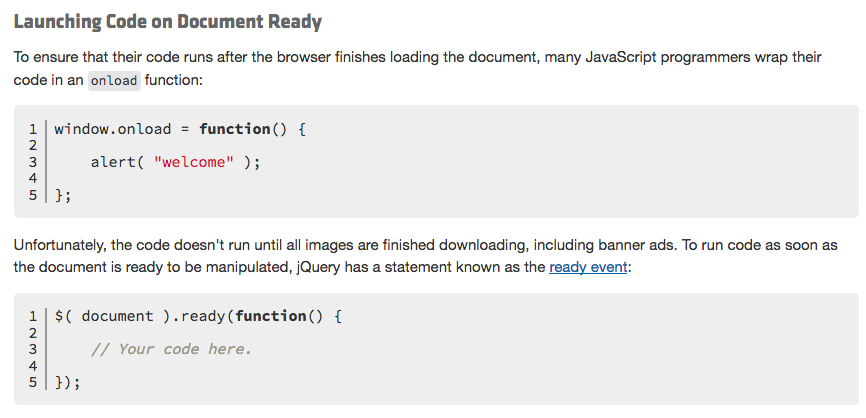 Launching Code on Document Ready
To ensure that their code runs after the browser finishes loading the document, many JavaScript programmers wrap their
code in an onload function:
1 window.onload = function() {
2
3     alert( "welcome" );
4
5 };
Unfortunately, the code doesn't run until all images are finished downloading, including banner ads. To run code as soon as
the document is ready to be manipulated, jQuery has a statement known as the ready event:
1 $( document ).ready(function() {
2
3     // Your code here.
4
5 });